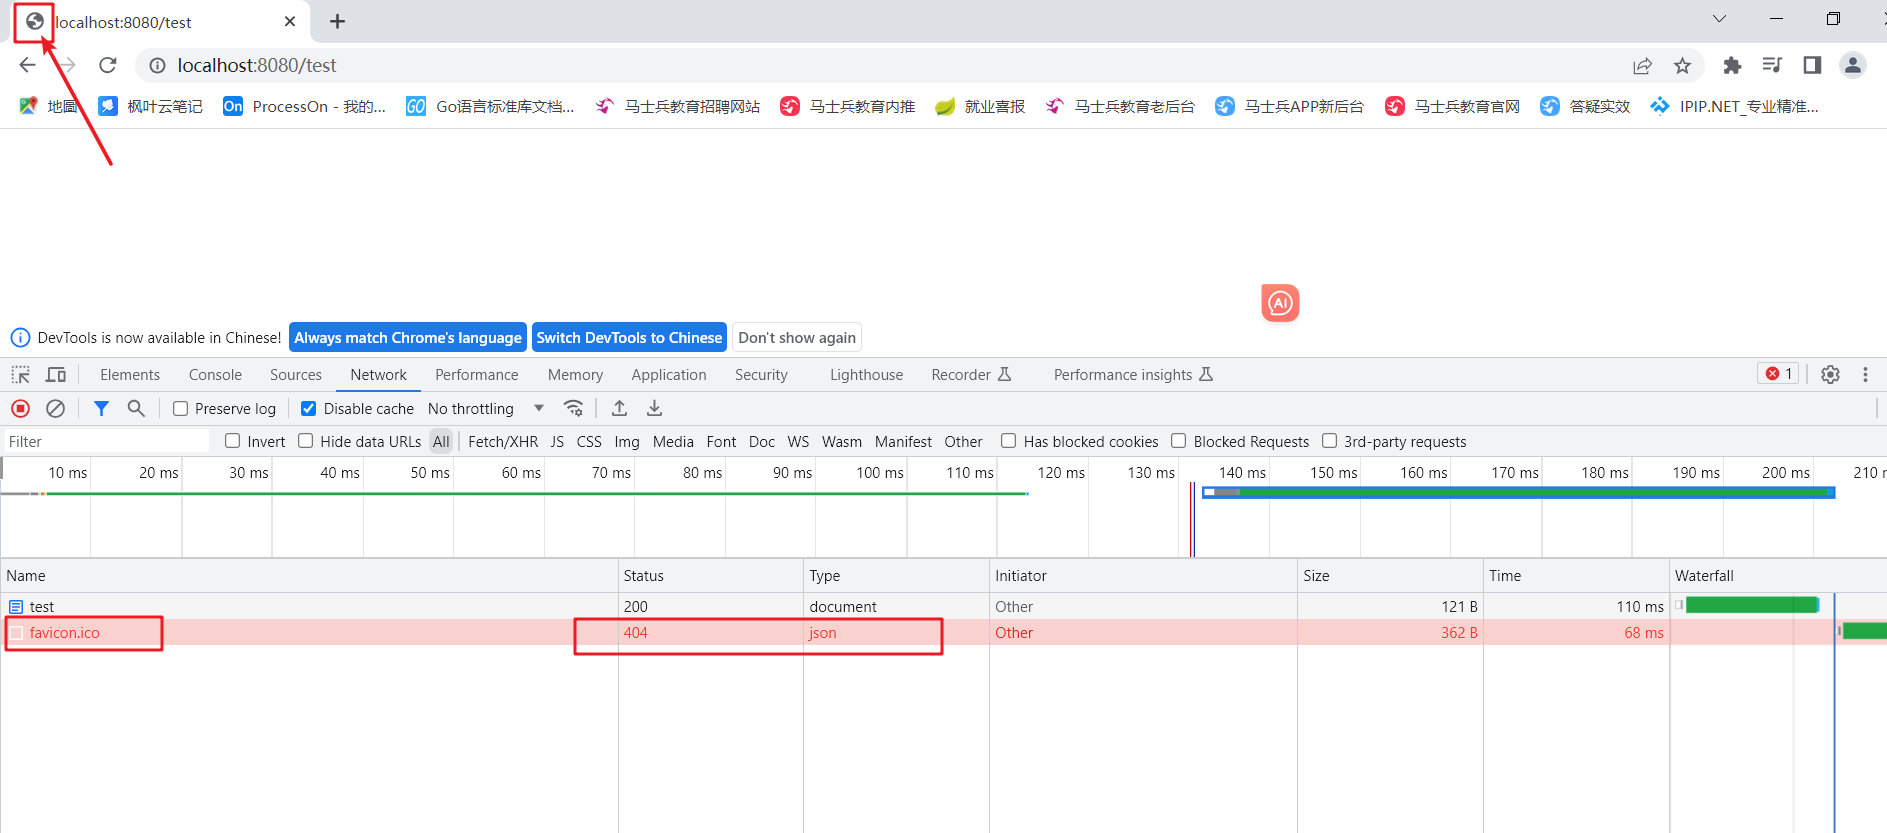 localhost:8080/test
localhost:8080/test
地圖 枫叶云笔记 On ProcessOn - 我的... GO Go语言标准库文档... 马士兵教育招聘网站 马士兵教育内推 就业喜报 马士兵教育老后台 马士兵APP新后台 马士兵教育官网 答疑实效 IPIP.NET_专业精准...
AI
DevTools is now available in Chinese! Always match Chrome's language Switch DevTools to Chinese Don't show again
Elements Console Sources Network Performance Memory Application Security Lighthouse Recorder Performance insights 1
Preserve log Disable cache No throttling
Filter Invert Hide data URLs All Fetch/XHR JS CSS Img Media Font Doc WS Wasm Manifest Other Has blocked cookies Blocked Requests 3rd-party requests
10 ms 20 ms 30 ms 40 ms 50 ms 60 ms 70 ms 80 ms 90 ms 100 ms 110 ms 120 ms 130 ms 140 ms 150 ms 160 ms 170 ms 180 ms 190 ms 200 ms 210 m
Name Status Type Initiator Size Time Waterfall
test 200 document Other 121 B 110 ms
favicon.ico 404 json Other 362 B 68 ms